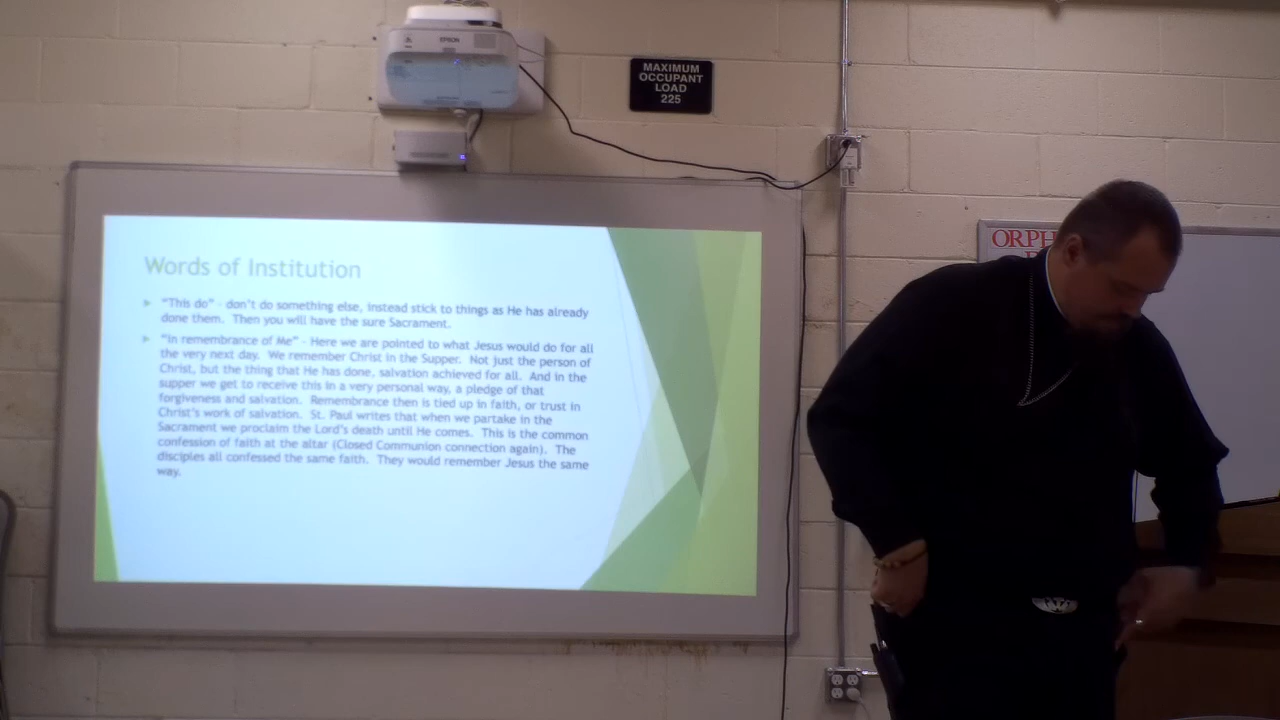 EPSON
MAXIMUM
OCCUPANT
LOAD
225
ORPH
Words of Institution
"This do" - don't do something else, instead stick to things as He has already
done them. Then you will have the sure Sacrament.
"In remembrance of Me" - Here we are pointed to what Jesus would do for all
the very next day. We remember Christ in the Supper. Not just the person of
Christ, but the thing that He has done, salvation achieved for all. And in the
supper we get to receive this in a very personal way, a pledge of that
forgiveness and salvation. Remembrance then is tied up in faith, or trust in
Christ's work of salvation. St. Paul writes that when we partake in the
Sacrament we proclaim the Lord's death until He comes. This is the common
confession of faith at the altar (Closed Communion connection again). The
disciples all confessed the same faith. They would remember Jesus the same
way.